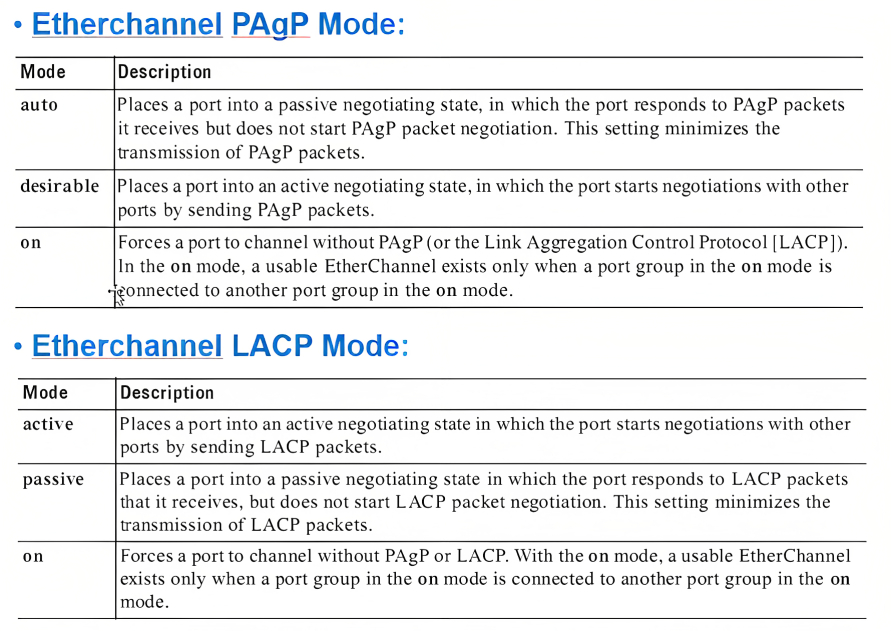 • Etherchannel PAgP Mode:
Mode Description
auto Places a port into a passive negotiating state, in which the port responds to PAgP packets
it receives but does not start PAgP packet negotiation. This setting minimizes the
transmission of PAgP packets.
desirable Places a port into an active negotiating state, in which the port starts negotiations with other
ports by sending PAgP packets.
on Forces a port to channel without PAgP (or the Link Aggregation Control Protocol [LACP]).
In the on mode, a usable EtherChannel exists only when a port group in the on mode is
connected to another port group in the on mode.
• Etherchannel LACP Mode:
Mode Description
active Places a port into an active negotiating state in which the port starts negotiations with other
ports by sending LACP packets.
passive Places a port into a passive negotiating state in which the port responds to LACP packets
that it receives, but does not start LACP packet negotiation. This setting minimizes the
transmission of LACP packets.
on Forces a port to channel without PAgP or LACP. With the on mode, a usable EtherChannel
exists only when a port group in the on mode is connected to another port group in the on
mode.